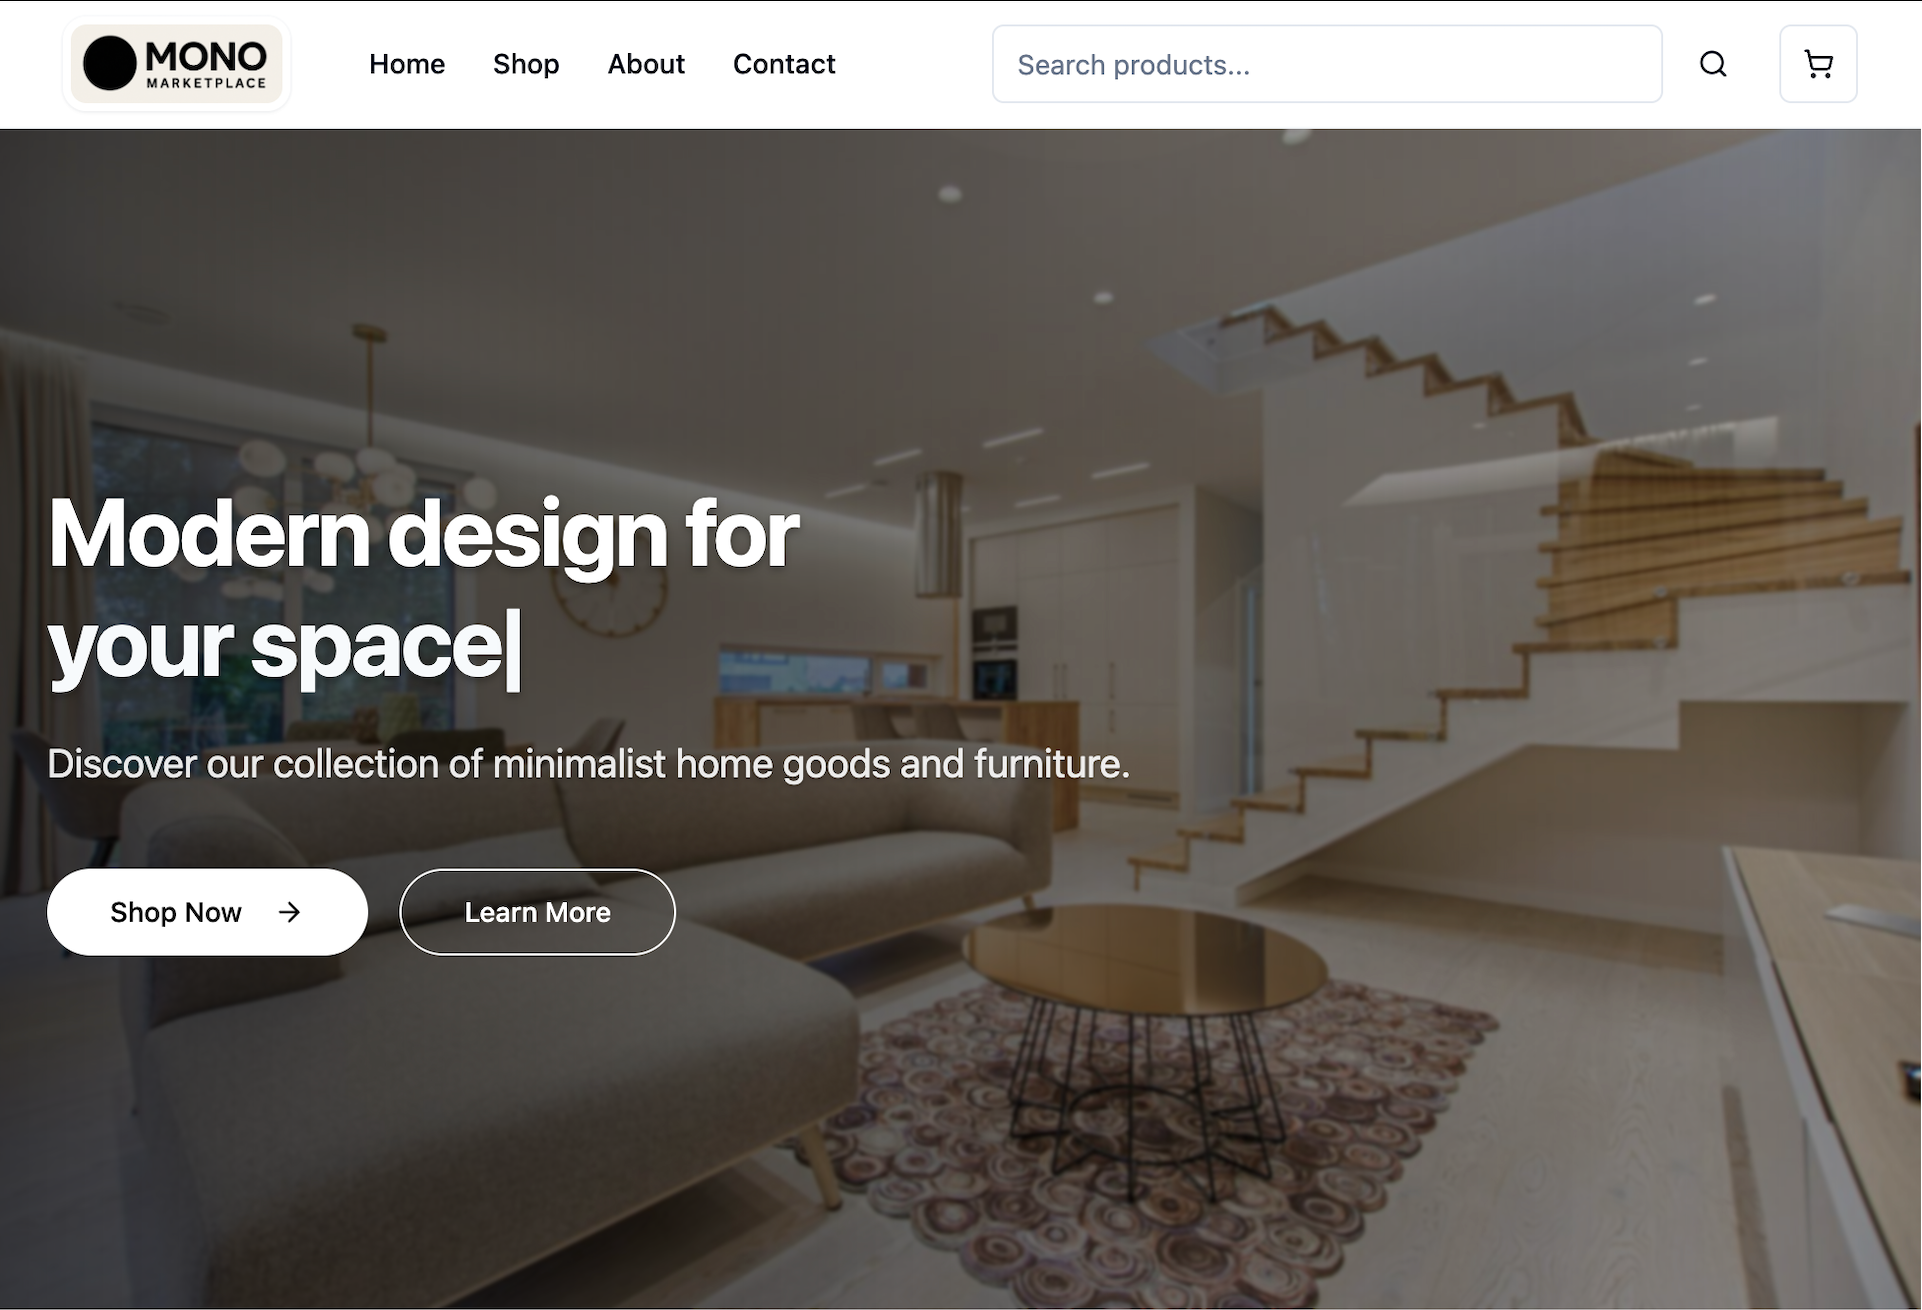 MONO
MARKETPLACE
Home Shop About Contact
Search products...
Modern design for
your space|
Discover our collection of minimalist home goods and furniture.
Shop Now →
Learn More